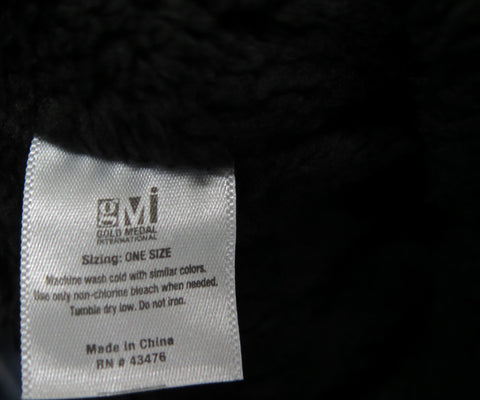 gMi
GOLD MEDAL
INTERNATIONAL
Sizing: ONE SIZE
Machine wash cold with similar colors.
Use only non-chlorine bleach when needed.
Tumble dry low. Do not iron.
Made in China
RN # 43476